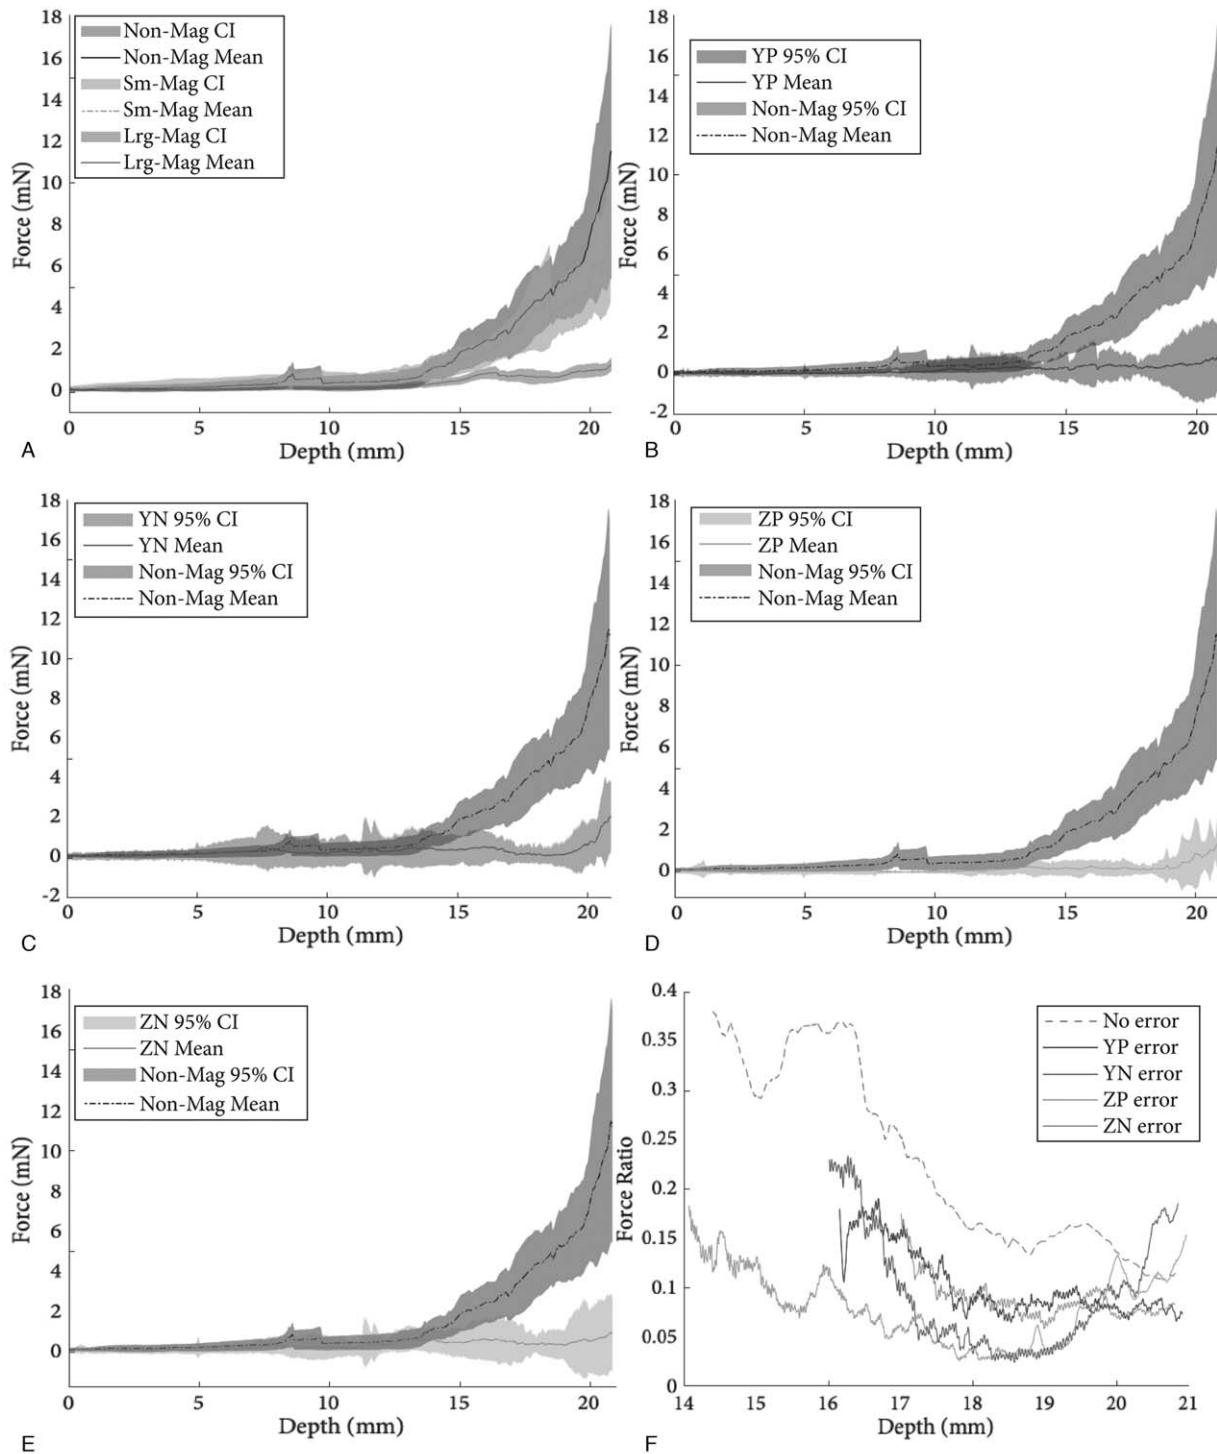 18
16
14
12
10
8
6
4
2
0
Force (mN)
Non-Mag CI
Non-Mag Mean
Sm-Mag CI
Sm-Mag Mean
Lrg-Mag CI
Lrg-Mag Mean
0 5 10 15 20
Depth (mm)
A
18
16
14
12
10
8
6
4
2
0
-2
Force (mN)
YP 95% CI
YP Mean
Non-Mag 95% CI
Non-Mag Mean
0 5 10 15 20
Depth (mm)
B
18
16
14
12
10
8
6
4
2
0
-2
Force (mN)
YN 95% CI
YN Mean
Non-Mag 95% CI
Non-Mag Mean
0 5 10 15 20
Depth (mm)
C
18
16
14
12
10
8
6
4
2
0
Force (mN)
ZP 95% CI
ZP Mean
Non-Mag 95% CI
Non-Mag Mean
0 5 10 15 20
Depth (mm)
D
18
16
14
12
10
8
6
4
2
0
Force (mN)
ZN 95% CI
ZN Mean
Non-Mag 95% CI
Non-Mag Mean
0 5 10 15 20
Depth (mm)
E
0.4
0.35
0.3
0.25
0.2
0.15
0.1
0.05
0
Force Ratio
No error
YP error
YN error
ZP error
ZN error
14 15 16 17 18 19 20 21
Depth (mm)
F